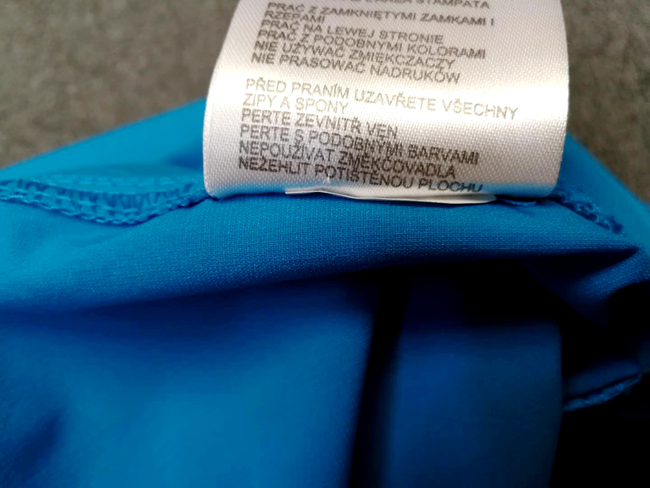 STAMPATA
PRAĆ Z ZAMKNIĘTYMI ZAMKAMI I
RZEPAMI
PRAĆ NA LEWEJ STRONIE
PRAĆ Z PODOBNYMI KOLORAMI
NIE UŻYWAĆ ZMIĘKCZACZY
NIE PRASOWAĆ NADRUKÓW
PŘED PRANÍM UZAVŘETE VŠECHNY
ZIPY A SPONY
PERTE ZEVNITŘ VEN
PERTE S PODOBNÝMI BARVAMI
NEPOUŽÍVAT ZMĚKČOVADLA
NEŽEHLIT POTIŠTĚNOU PLOCHU